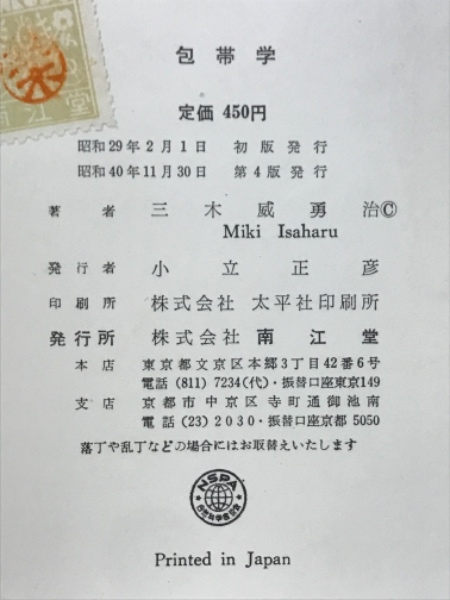 包帯学
定価 450円
昭和29年2月1日 初版発行
昭和40年11月30日 第4版発行
著者 三木威勇治©
Miki Isaharu
発行者 小立正彦
印刷所 株式会社 太平社印刷所
発行所 株式会社 南江堂
本店 東京都文京区本郷3丁目42番6号
電話 (811) 7234(代)・振替口座東京149
支店 京都市中京区寺町通御池南
電話 (23) 2030・振替口座京都 5050
落丁や乱丁などの場合にはお取替えいたします
NSPA
Printed in Japan